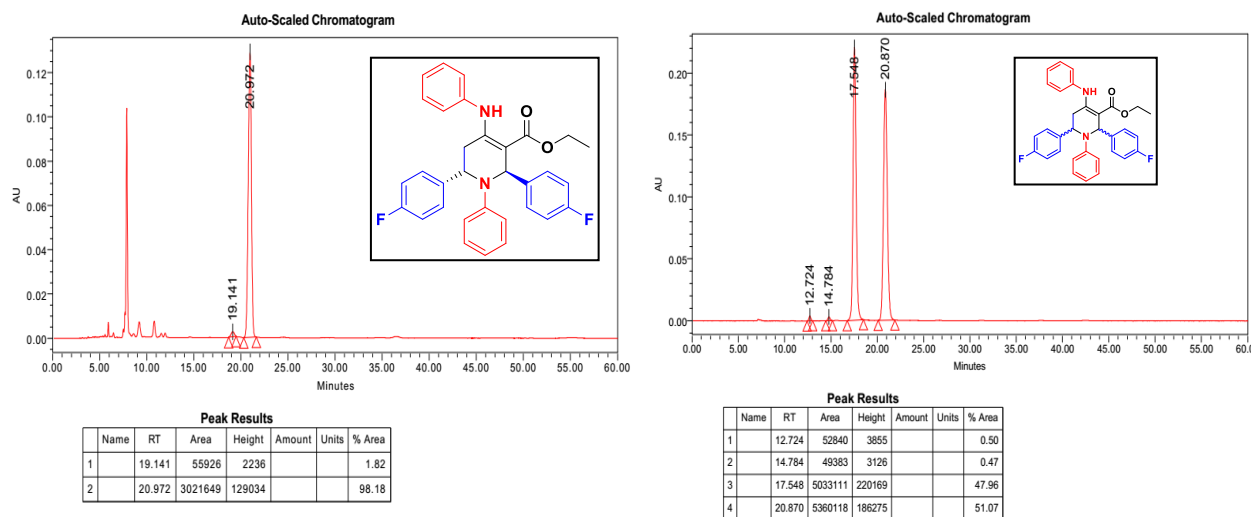 Auto-Scaled Chromatogram
AU
0.12
0.10
0.08
0.06
0.04
0.02
0.00
19.141
20.972
NH
O
O
N
F
F
0.00 10.00 15.00 20.00 25.00 30.00 35.00 40.00 45.00 50.00 55.00 60.00
Minutes
Peak Results
Name RT Area Height Amount Units % Area
1 19.141 55926 2236 1.82
2 20.972 3021649 129034 98.18
Auto-Scaled Chromatogram
AU
0.20
0.15
0.10
0.05
0.00
12.724
14.784
17.548
20.870
NH
O
O
N
F
F
0.00 5.00 10.00 15.00 20.00 25.00 30.00 35.00 40.00 45.00 50.00 55.00 60.00
Minutes
Peak Results
Name RT Area Height Amount Units % Area
1 12.724 52840 3855 0.50
2 14.784 49383 3126 0.47
3 17.548 5033111 220169 47.96
4 20.870 5360118 186275 51.07